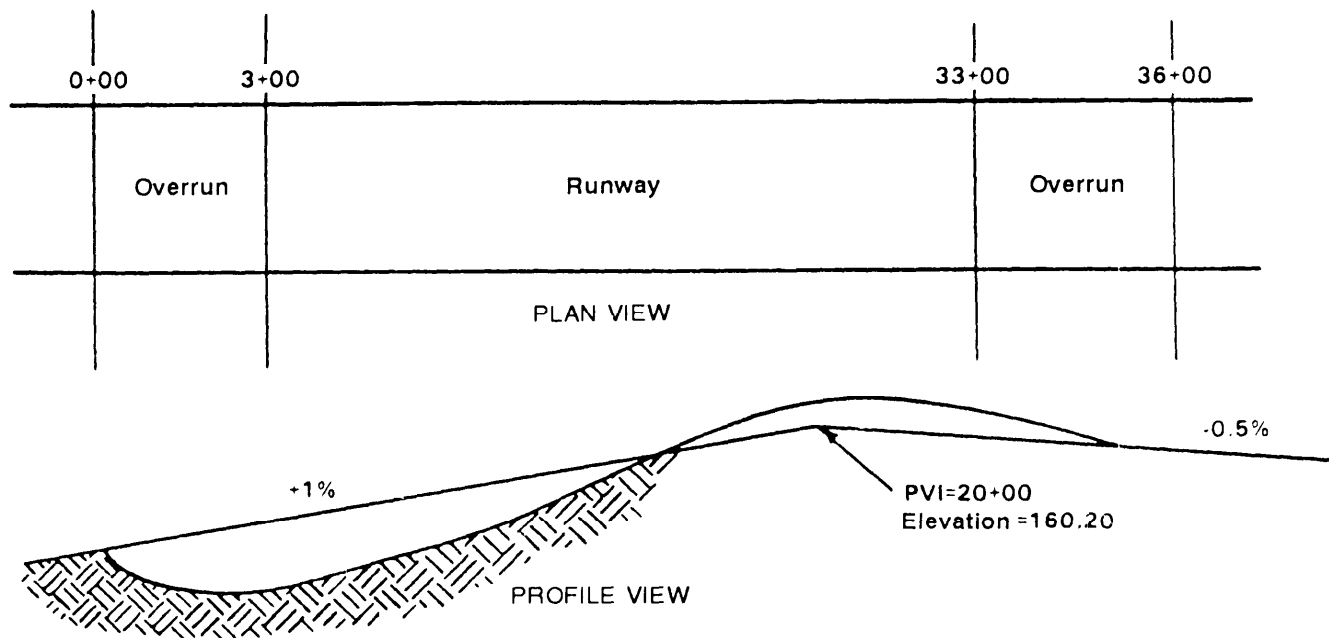 0+00 3+00 33+00 36+00
Overrun Runway Overrun
PLAN VIEW
-0.5%
+1%
PVI=20+00
Elevation =160.20
PROFILE VIEW